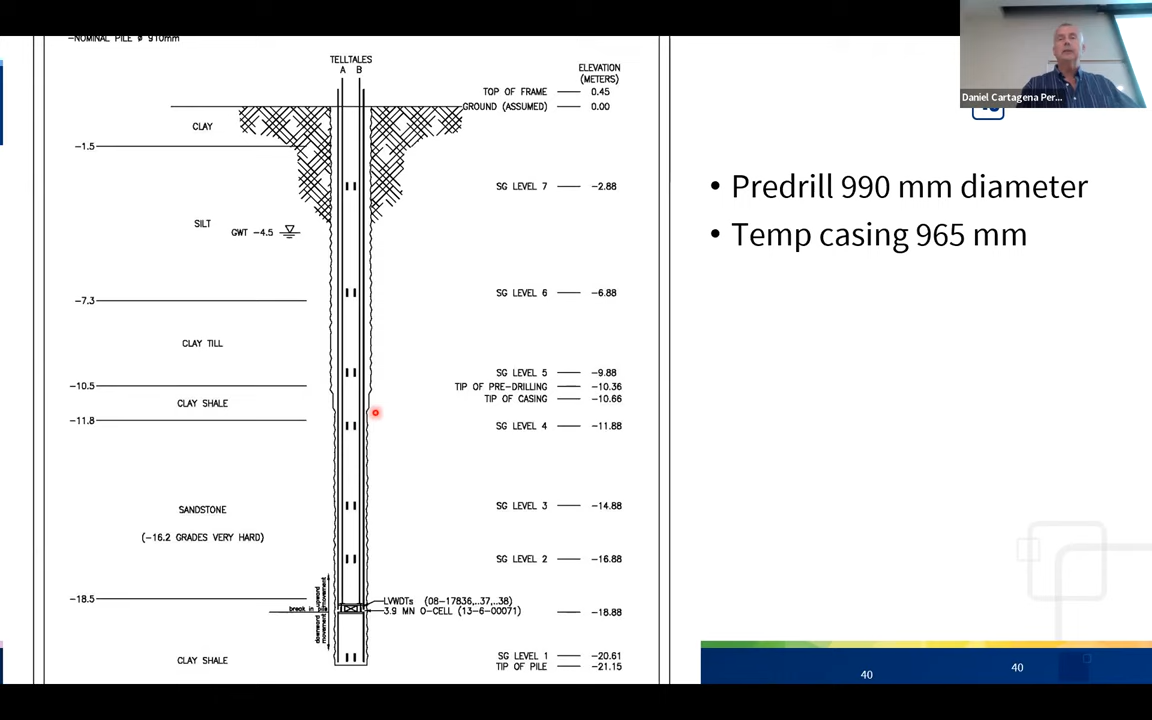 -NOMINAL PILE Ø 910mm
TELLTALES
A B
ELEVATION
(METERS)
TOP OF FRAME 0.45
GROUND (ASSUMED) 0.00
CLAY
-1.5
SG LEVEL 7 -2.88
SILT
GWT -4.5
SG LEVEL 6 -6.88
-7.3
CLAY TILL
SG LEVEL 5 -9.88
-10.5
TIP OF PRE-DRILLING -10.36
TIP OF CASING -10.66
CLAY SHALE
-11.8
SG LEVEL 4 -11.88
SANDSTONE
SG LEVEL 3 -14.88
(-16.2 GRADES VERY HARD)
SG LEVEL 2 -16.88
-18.5
upward
movement
break in
downward
movement
LVWDTs (08-17836,..37,..38)
3.9 MN O-CELL (13-6-00071)
-18.88
CLAY SHALE
SG LEVEL 1 -20.61
TIP OF PILE -21.15
• Predrill 990 mm diameter
• Temp casing 965 mm
Daniel Cartagena Per...
40
40